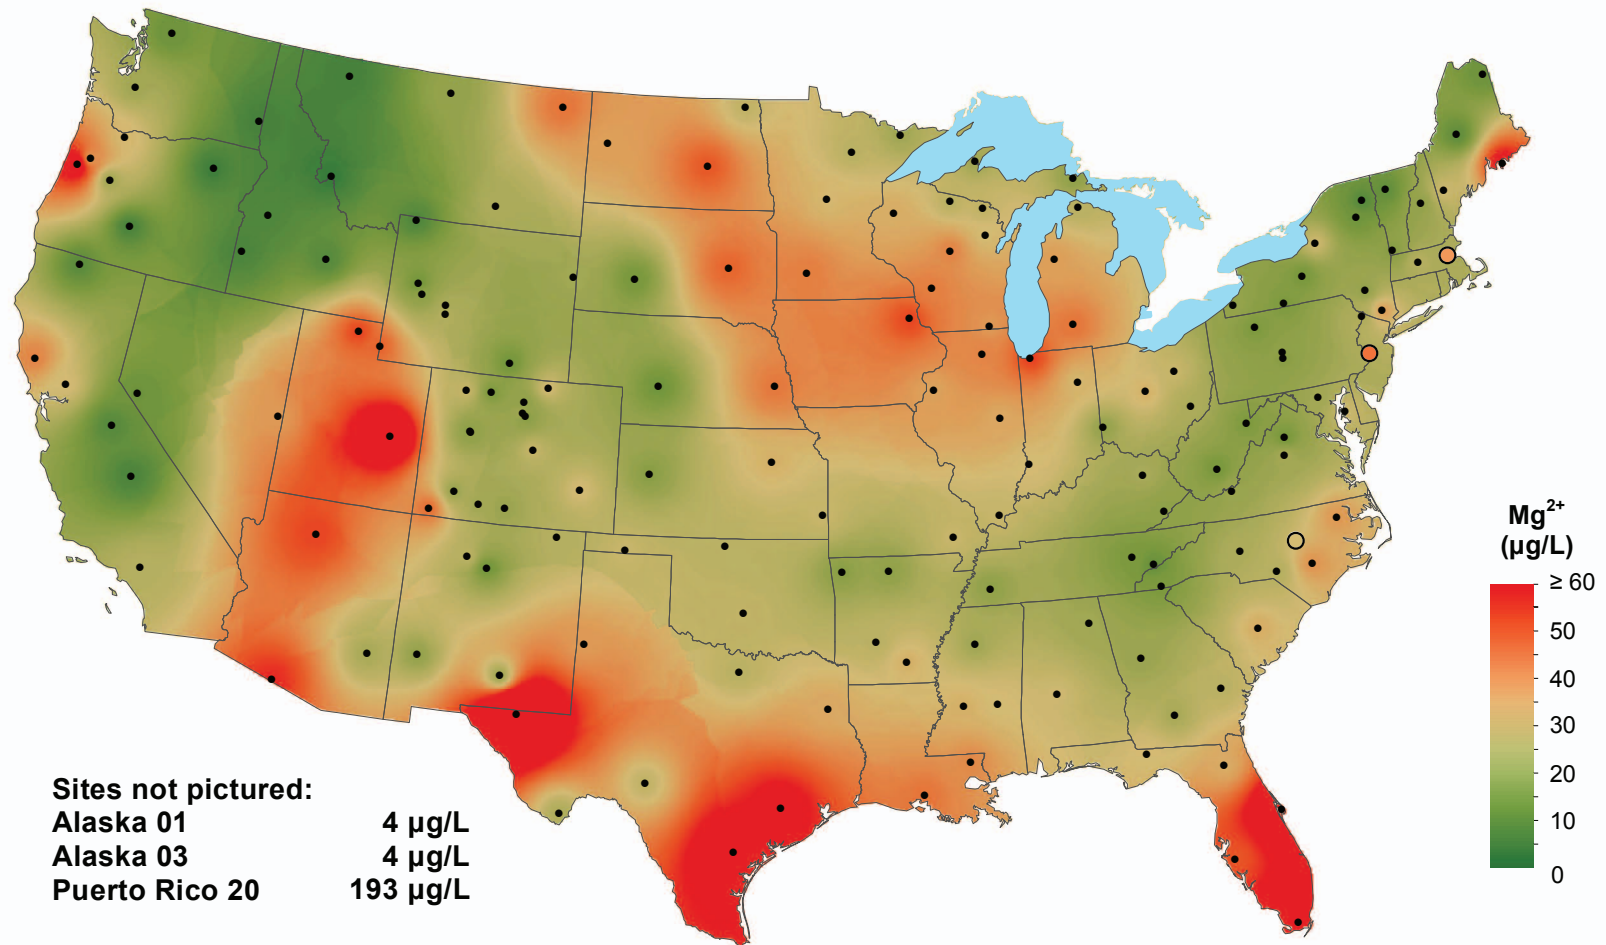 Mg²⁺
(µg/L)
≥ 60
50
40
30
20
10
0
Sites not pictured:
Alaska 01 4 µg/L
Alaska 03 4 µg/L
Puerto Rico 20 193 µg/L